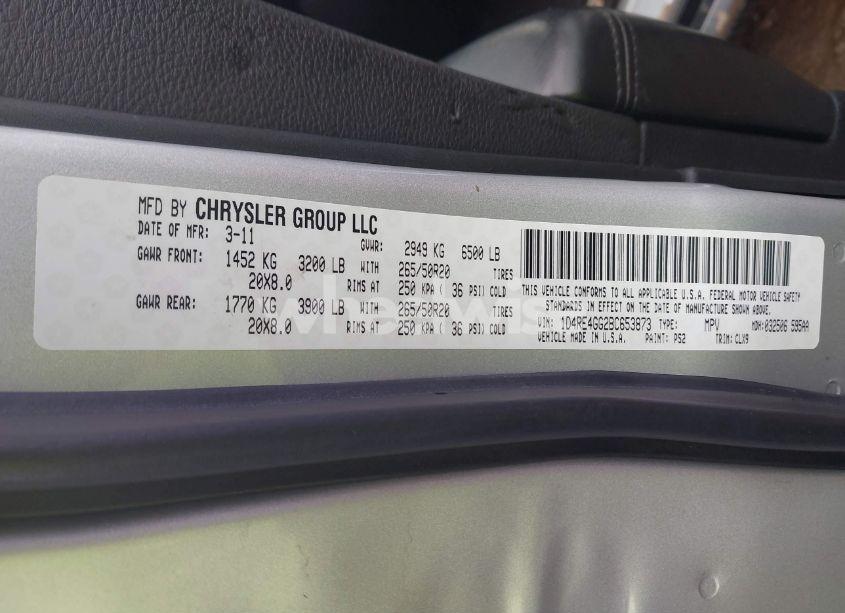 MFD BY CHRYSLER GROUP LLC
DATE OF MFR: 3-11 GVWR: 2949 KG 6500 LB
GAWR FRONT: 1452 KG 3200 LB WITH 265/50R20 TIRES
20X8.0 RIMS AT 250 KPA ( 36 PSI) COLD
GAWR REAR: 1770 KG 3900 LB WITH 265/50R20 TIRES
20X8.0 RIMS AT 250 KPA ( 36 PSI) COLD
THIS VEHICLE CONFORMS TO ALL APPLICABLE U.S.A. FEDERAL MOTOR VEHICLE SAFETY
STANDARDS IN EFFECT ON THE DATE OF MANUFACTURE SHOWN ABOVE.
VIN: 1D4RE4GG2BC653873 TYPE: MPV MDH: 032506 595AA
VEHICLE MADE IN U.S.A. PAINT: PS2 TRIM: CLX9